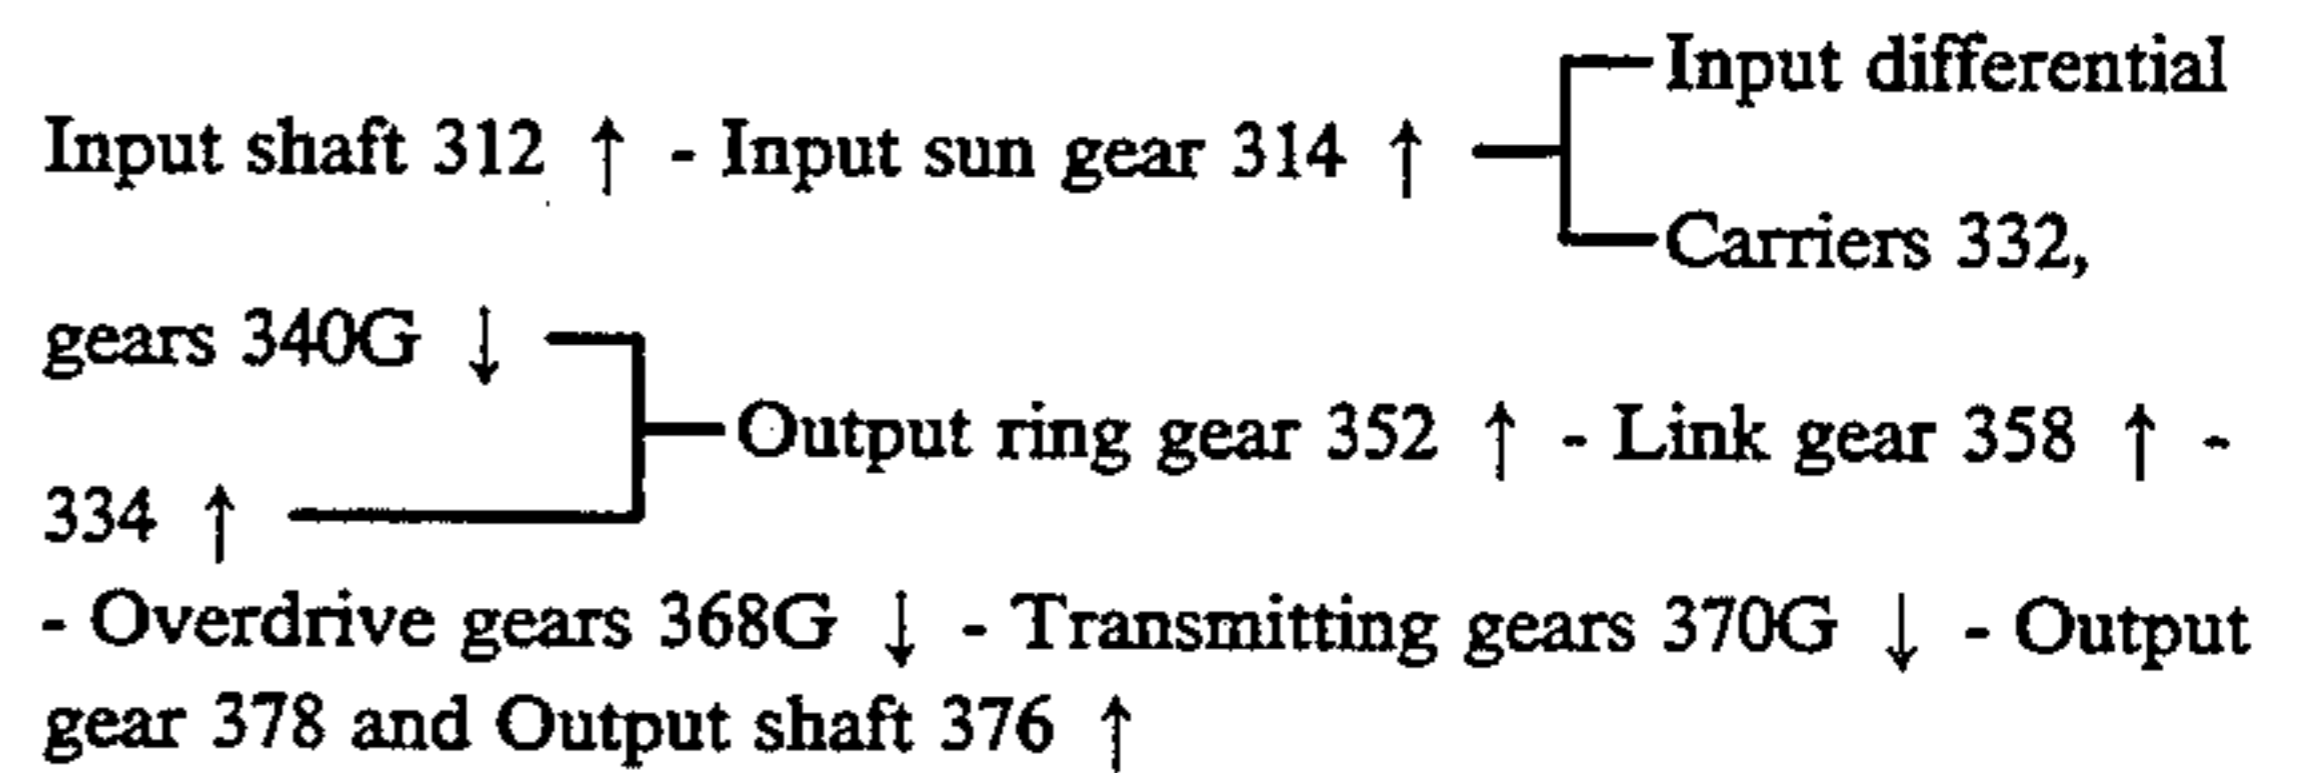 Input differential
Input shaft 312 ↑ - Input sun gear 314 ↑
Carriers 332,
gears 340G ↓
Output ring gear 352 ↑ - Link gear 358 ↑ -
334 ↑
- Overdrive gears 368G ↓ - Transmitting gears 370G ↓ - Output
gear 378 and Output shaft 376 ↑